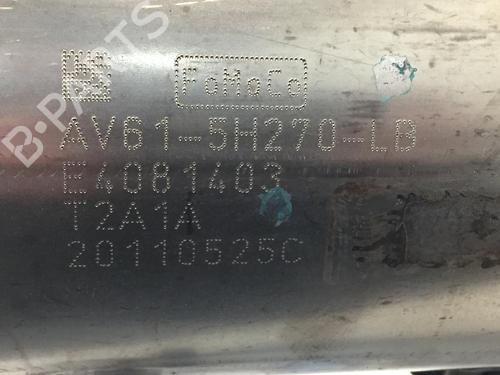 FoMoCo
AV61-5H270-LB
E4081403
T2A1A
20110525C
B-PARTS